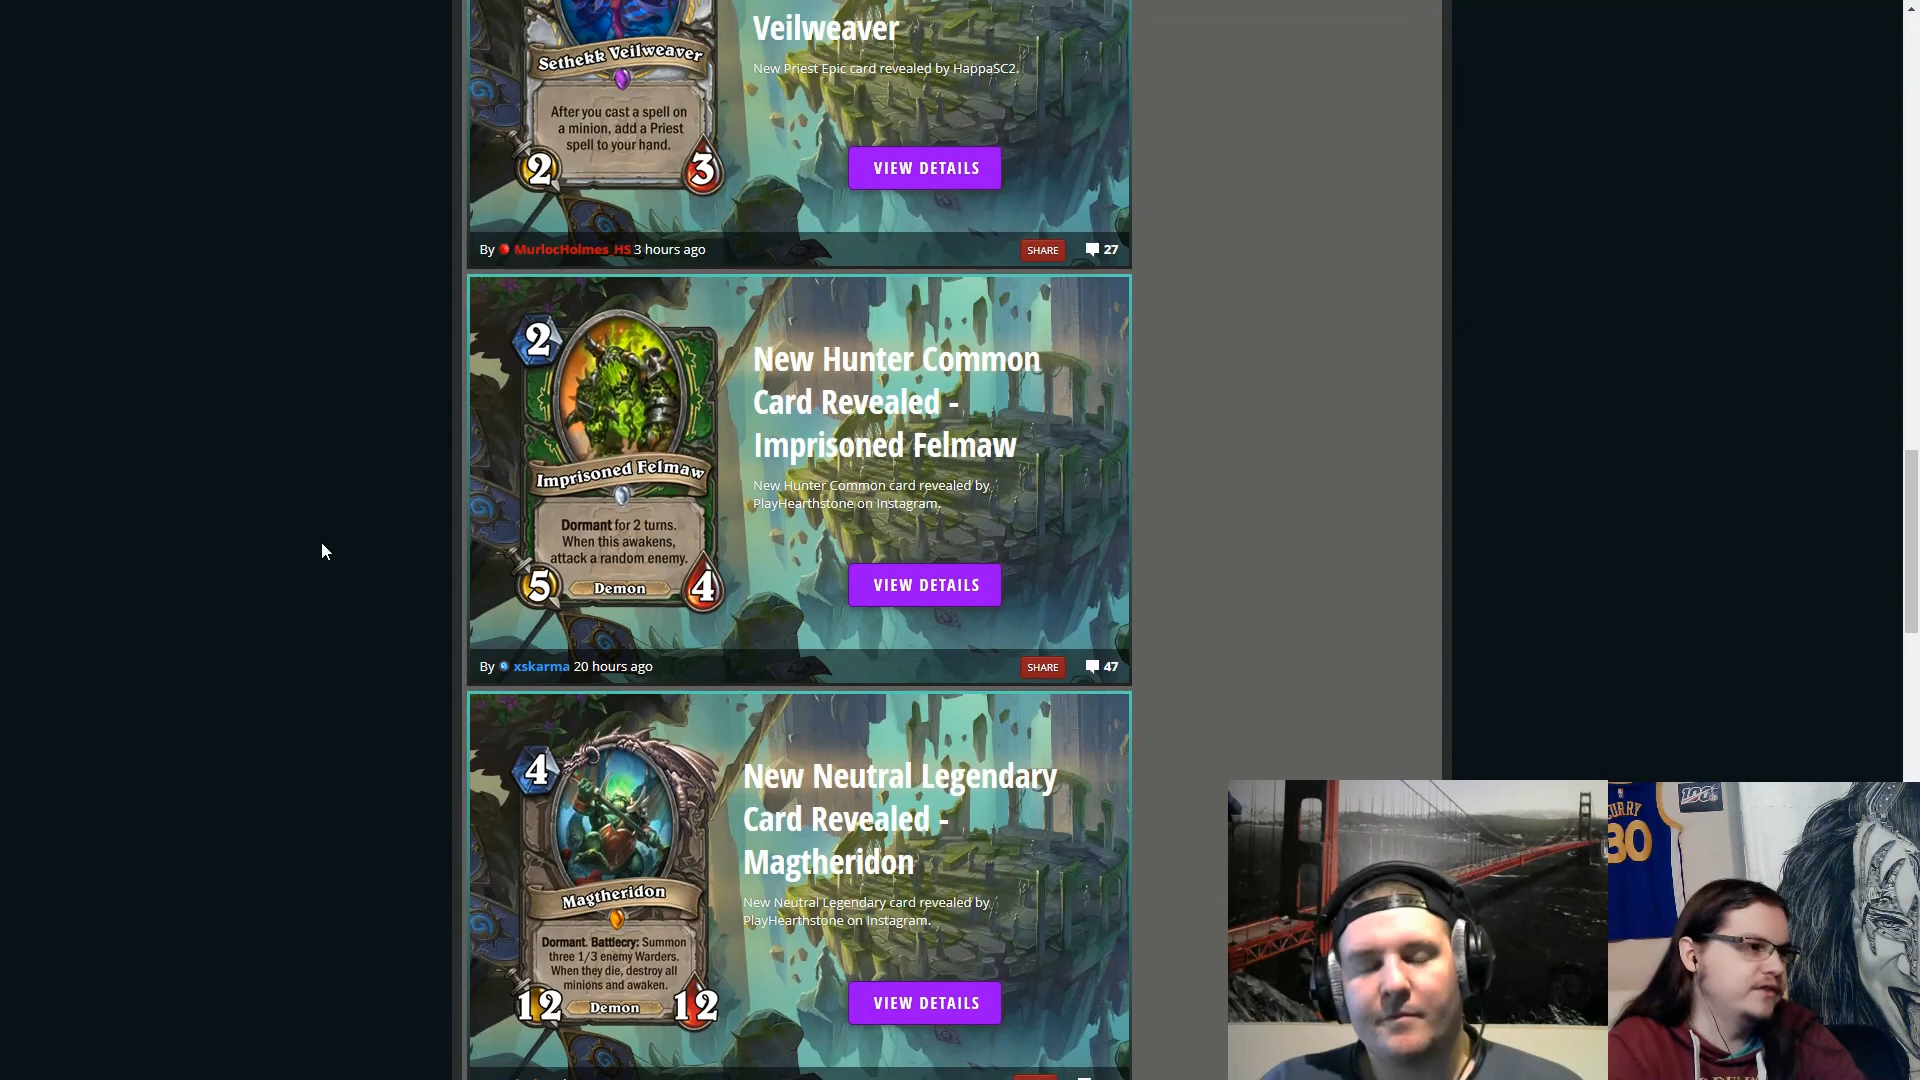 Veilweaver
New Priest Epic card revealed by HappaSC2.
Sethekk Veilweaver
After you cast a spell on
a minion, add a Priest
spell to your hand.
2
3
VIEW DETAILS
By MurlocHolmes_HS 3 hours ago
SHARE
27
2
New Hunter Common
Card Revealed -
Imprisoned Felmaw
New Hunter Common card revealed by
PlayHearthstone on Instagram.
Imprisoned Felmaw
Dormant for 2 turns.
When this awakens,
attack a random enemy.
5
Demon
4
VIEW DETAILS
By xskarma 20 hours ago
SHARE
47
4
New Neutral Legendary
Card Revealed -
Magtheridon
New Neutral Legendary card revealed by
PlayHearthstone on Instagram.
Magtheridon
Dormant. Battlecry: Summon
three 1/3 enemy Warders.
When they die, destroy all
minions and awaken.
12
Demon
12
VIEW DETAILS
CURRY
30
100